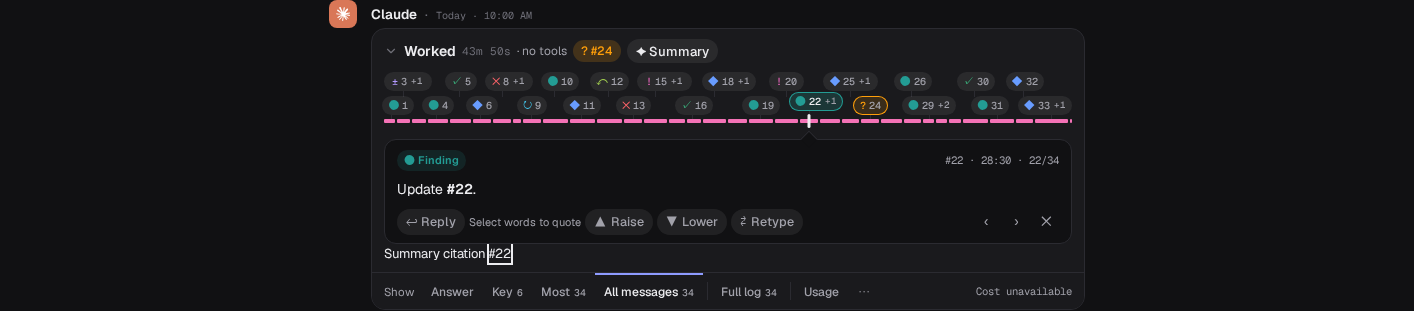 Claude · Today · 10:00 AM
Worked 43m 50s · no tools ? #24 Summary
± 3 +1 ✓ 5 ✕ 8 +1 10 12 ! 15 +1 18 +1 ! 20 25 +1 26 ✓ 30 32
1 4 6 9 11 ✕ 13 ✓ 16 19 22 +1 ? 24 29 +2 31 33 +1
Finding #22 · 28:30 · 22/34
Update #22.
Reply Select words to quote Raise Lower Retype
Summary citation #22
Show Answer Key 6 Most 34 All messages 34 Full log 34 Usage ··· Cost unavailable